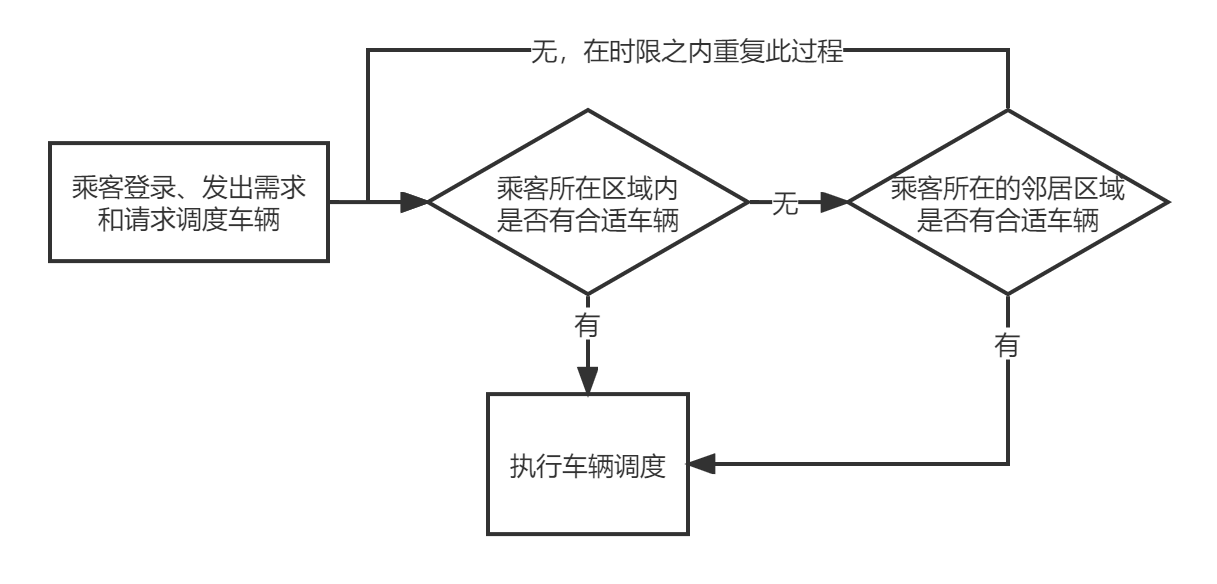 无，在时限之内重复此过程
乘客登录、发出需求
和请求调度车辆
乘客所在区域内
是否有合适车辆
无
乘客所在的邻居区域
是否有合适车辆
有
有
执行车辆调度